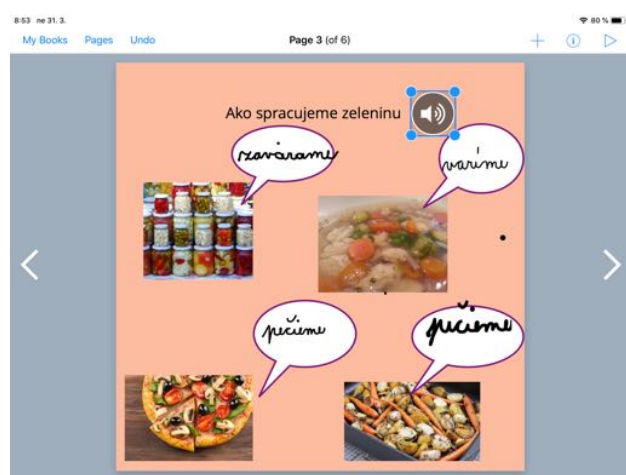 8:53 ne 31. 3.
80 %
My Books Pages Undo
Page 3 (of 6)
Ako spracujeme zeleninu
zavárame
varíme
pečieme
pečieme